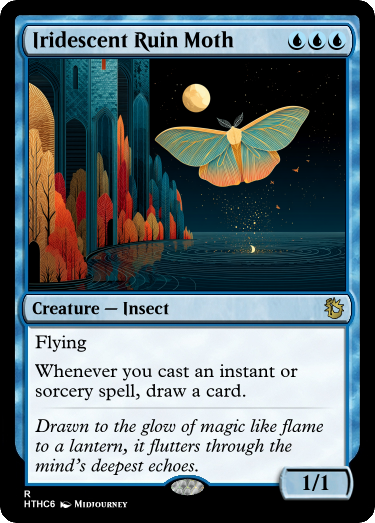 Iridescent Ruin Moth
Creature — Insect
Flying
Whenever you cast an instant or
sorcery spell, draw a card.
Drawn to the glow of magic like flame
to a lantern, it flutters through the
mind's deepest echoes.
1/1
R
HTHC6 Midjourney